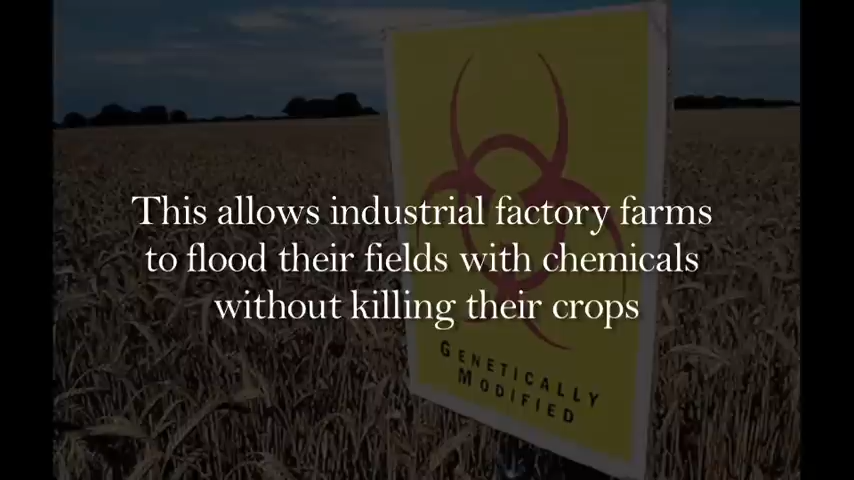 This allows industrial factory farms
to flood their fields with chemicals
without killing their crops
GENETICALLY
MODIFIED